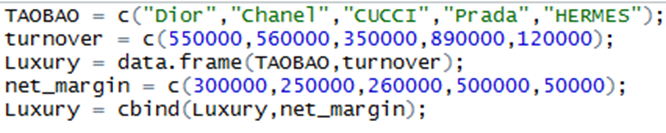 TAOBAO = c("Dior","Chanel","CUCCI","Prada","HERMES");
turnover = c(550000,560000,350000,890000,120000);
Luxury = data.frame(TAOBAO,turnover);
net_margin = c(300000,250000,260000,500000,50000);
Luxury = cbind(Luxury,net_margin);